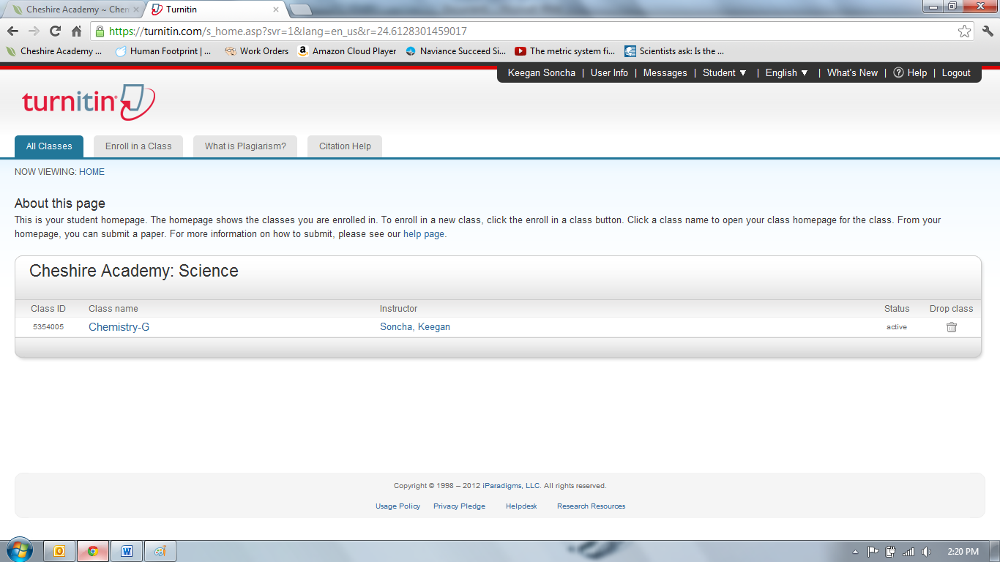 Cheshire Academy ~ Chen
Turnitin
https://turnitin.com/s_home.asp?svr=1&lang=en_us&r=24.6128301459017
Cheshire Academy ... Human Footprint | ... Work Orders Amazon Cloud Player Naviance Succeed Si... The metric system fi... Scientists ask: Is the ...
Keegan Soncha | User Info | Messages | Student ▼ | English ▼ | What's New | ? Help | Logout
turnitin
All Classes Enroll in a Class What is Plagiarism? Citation Help
NOW VIEWING: HOME
About this page
This is your student homepage. The homepage shows the classes you are enrolled in. To enroll in a new class, click the enroll in a class button. Click a class name to open your class homepage for the class. From your
homepage, you can submit a paper. For more information on how to submit, please see our help page.
Cheshire Academy: Science
Class ID Class name Instructor Status Drop class
5354005 Chemistry-G Soncha, Keegan active
Copyright © 1998 – 2012 iParadigms, LLC. All rights reserved.
Usage Policy Privacy Pledge Helpdesk Research Resources
2:20 PM